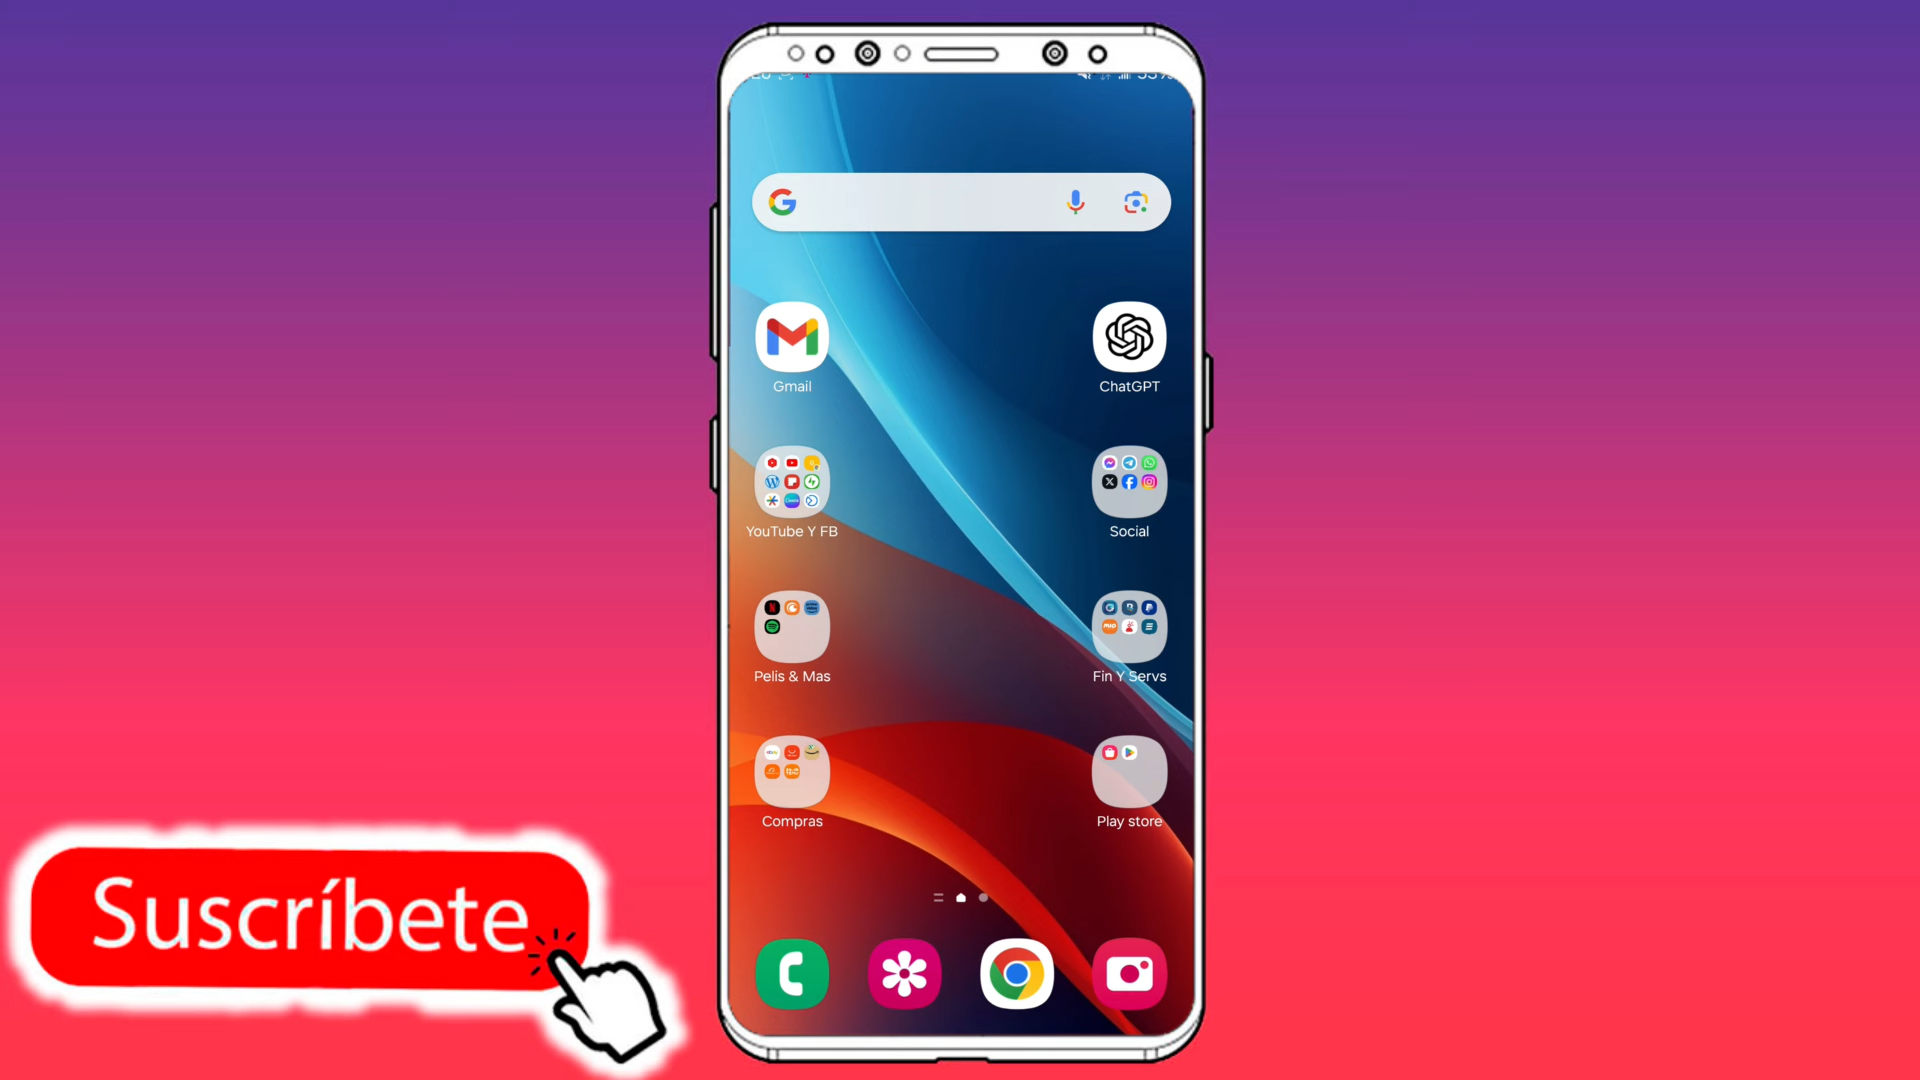 Gmail
ChatGPT
YouTube Y FB
Social
Pelis & Mas
Fin Y Servs
Compras
Play store
Suscríbete